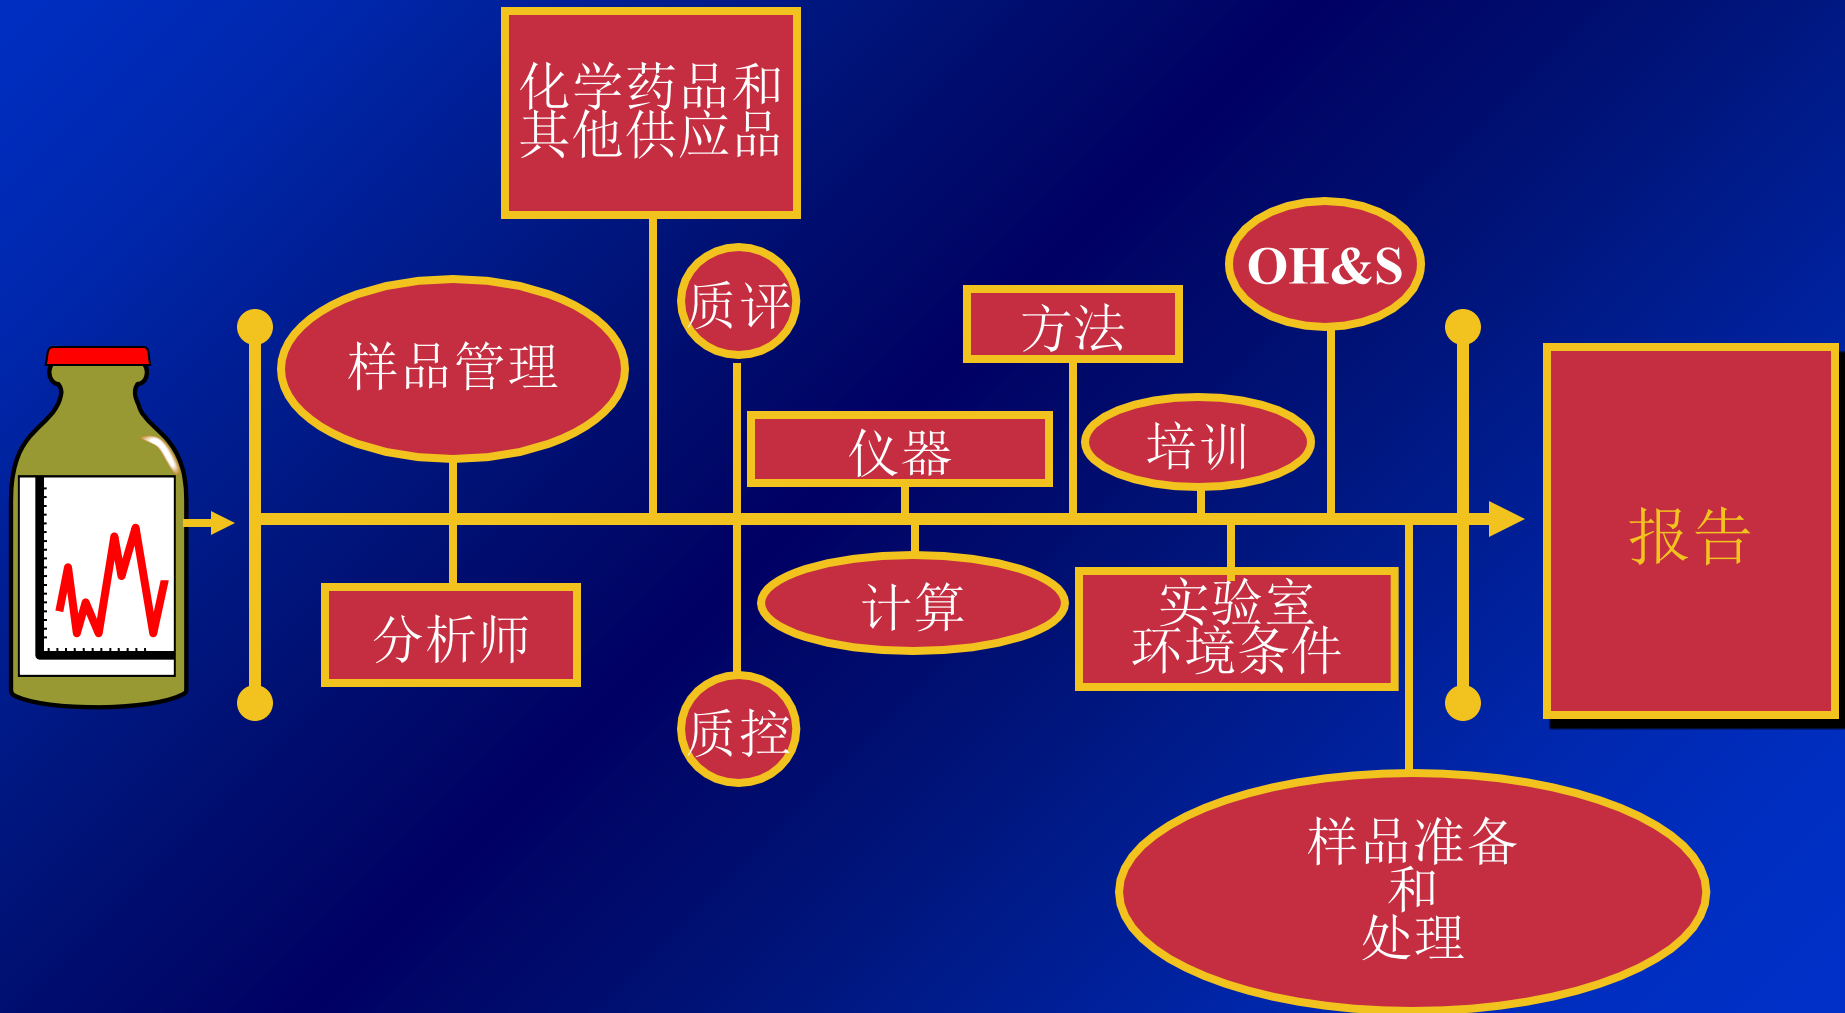 化学药品和
其他供应品
质评
OH&S
方法
样品管理
仪器
培训
报告
计算
实验室
环境条件
分析师
质控
样品准备
和
处理